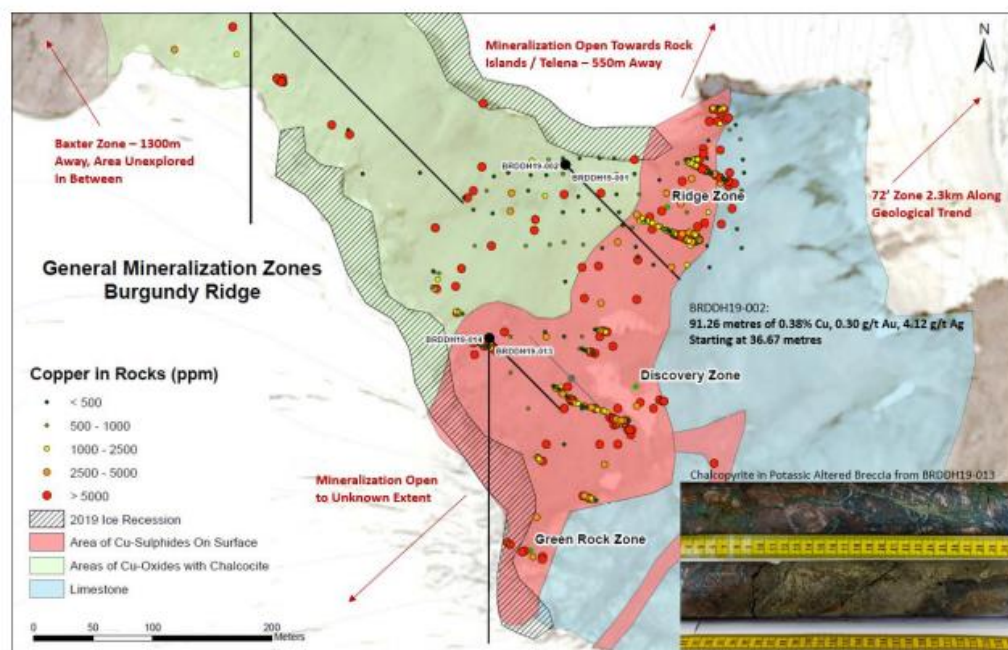 Mineralization Open Towards Rock
Islands / Telena – 550m Away
N
Baxter Zone – 1300m
Away, Area Unexplored
In Between
BRDDH19-002
BRDDH19-001
Ridge Zone
72' Zone 2.3km Along
Geological Trend
General Mineralization Zones
Burgundy Ridge
BRDDH19-002:
91.26 metres of 0.38% Cu, 0.30 g/t Au, 4.12 g/t Ag
Starting at 36.67 metres
BRDDH19-014
BRDDH19-013
Discovery Zone
Copper in Rocks (ppm)
< 500
500 - 1000
1000 - 2500
2500 - 5000
> 5000
2019 Ice Recession
Area of Cu-Sulphides On Surface
Areas of Cu-Oxides with Chalcocite
Limestone
Mineralization Open
to Unknown Extent
Chalcopyrite in Potassic Altered Breccia from BRDDH19-013
Green Rock Zone
0 50 100 200
Meters